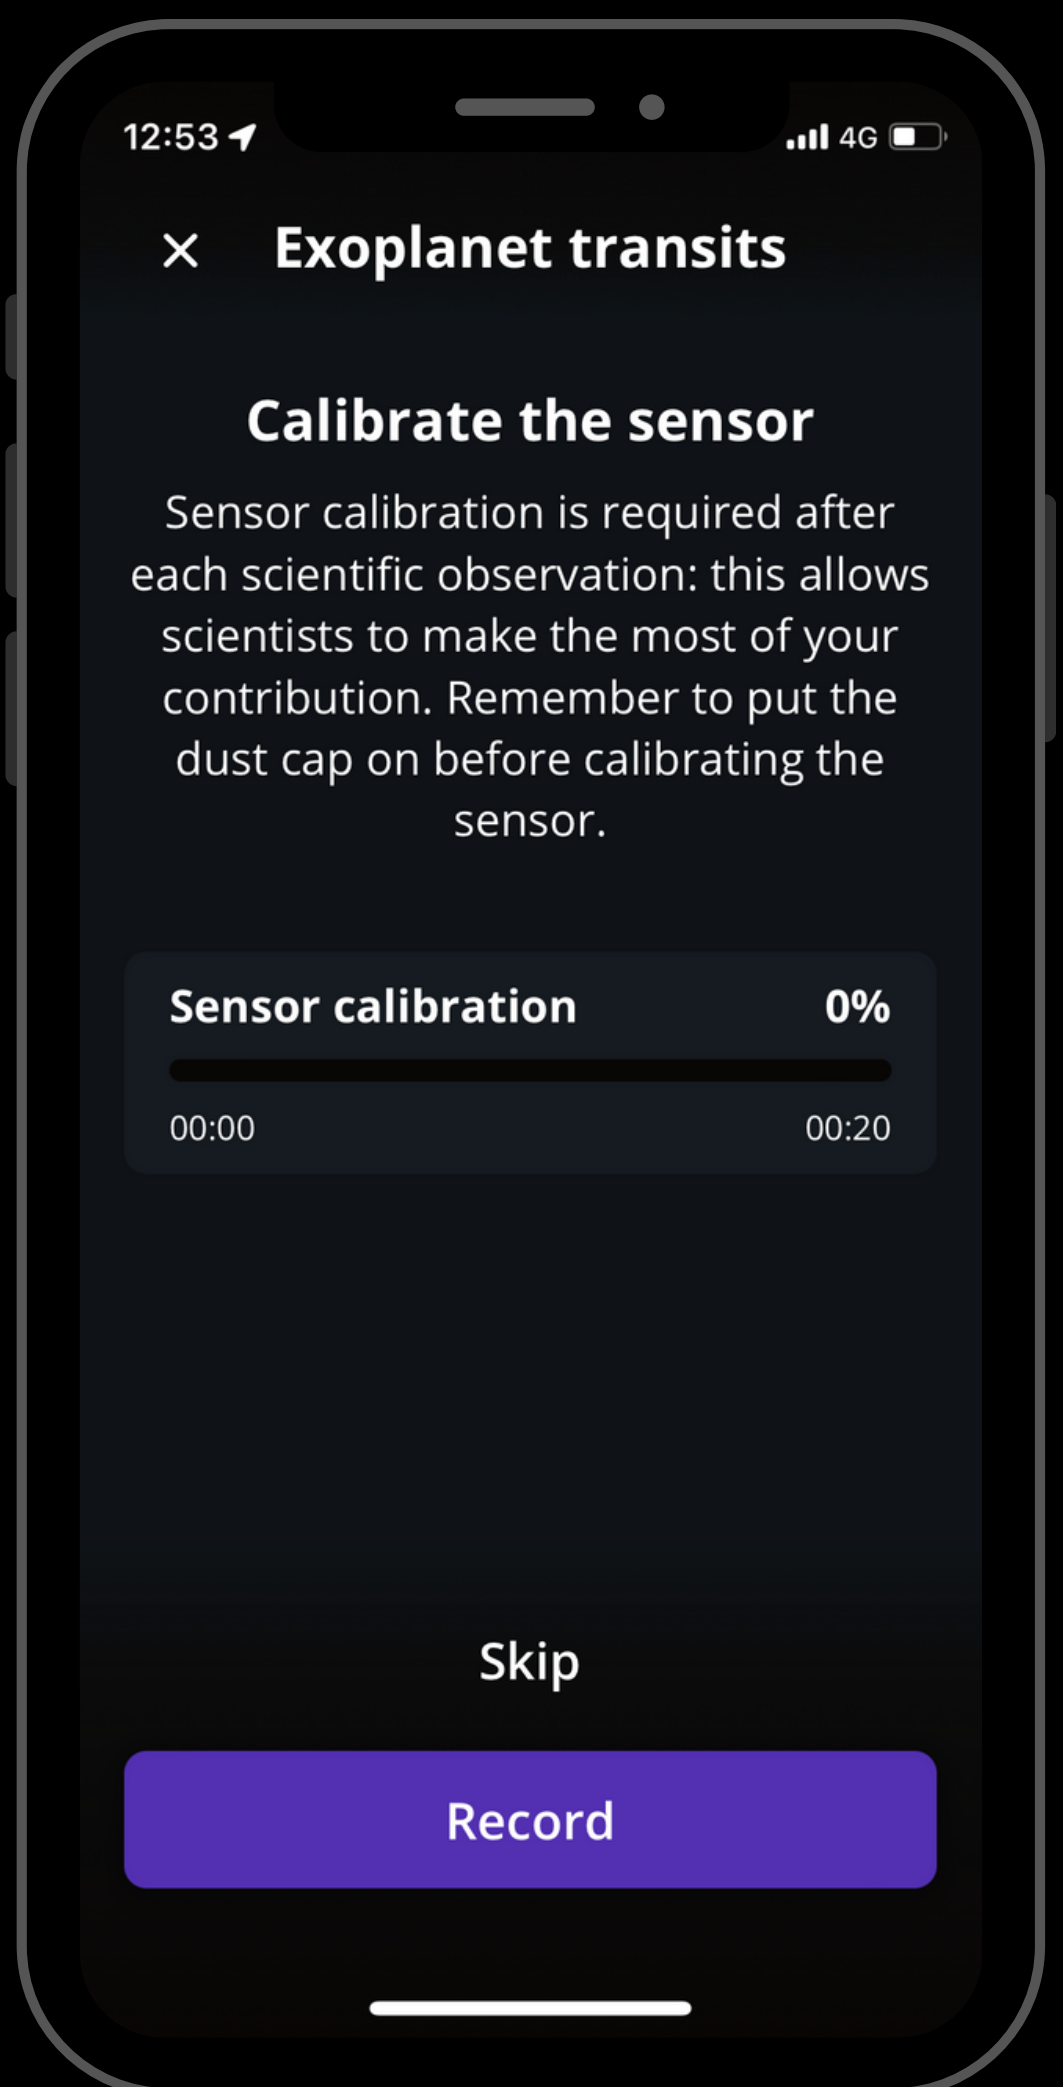 12:53
4G
Exoplanet transits
Calibrate the sensor
Sensor calibration is required after
each scientific observation: this allows
scientists to make the most of your
contribution. Remember to put the
dust cap on before calibrating the
sensor.
Sensor calibration 0%
00:00 00:20
Skip
Record